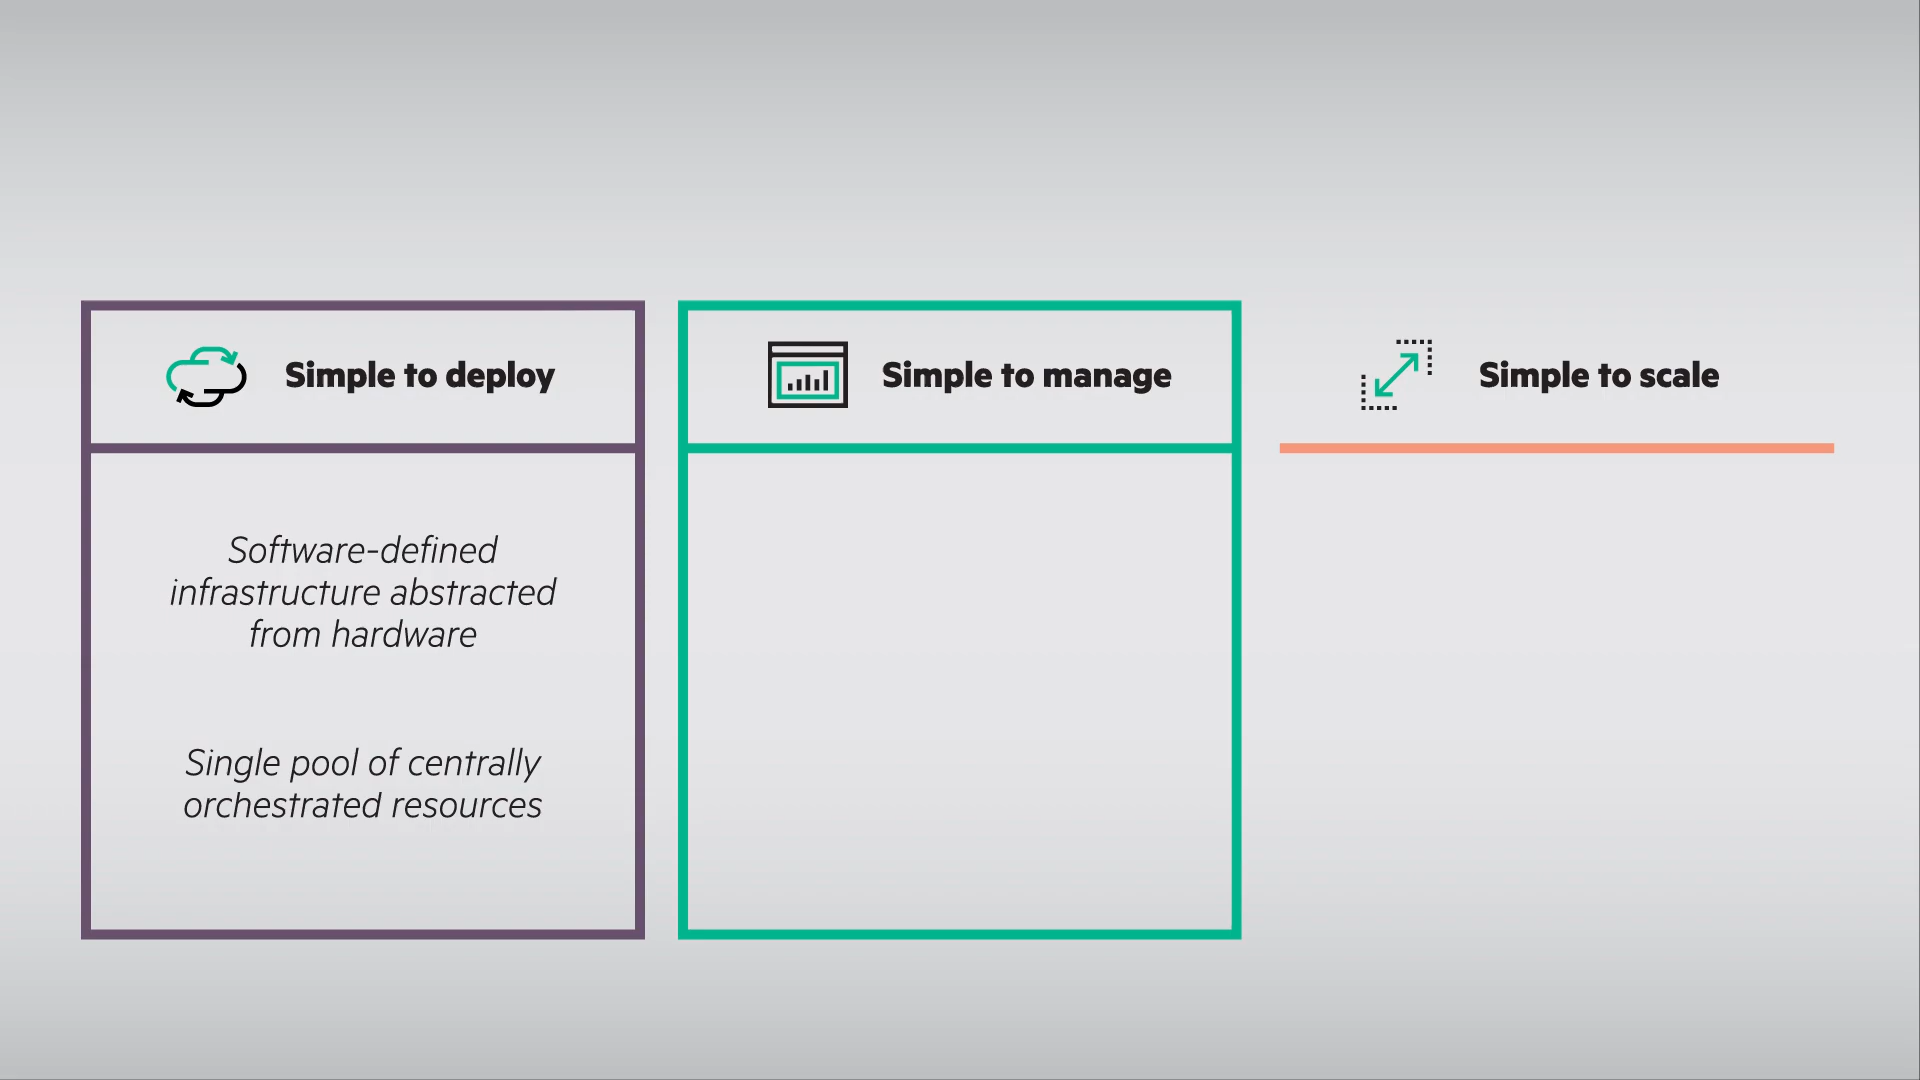 Simple to deploy
Software-defined
infrastructure abstracted
from hardware
Single pool of centrally
orchestrated resources
Simple to manage
Simple to scale